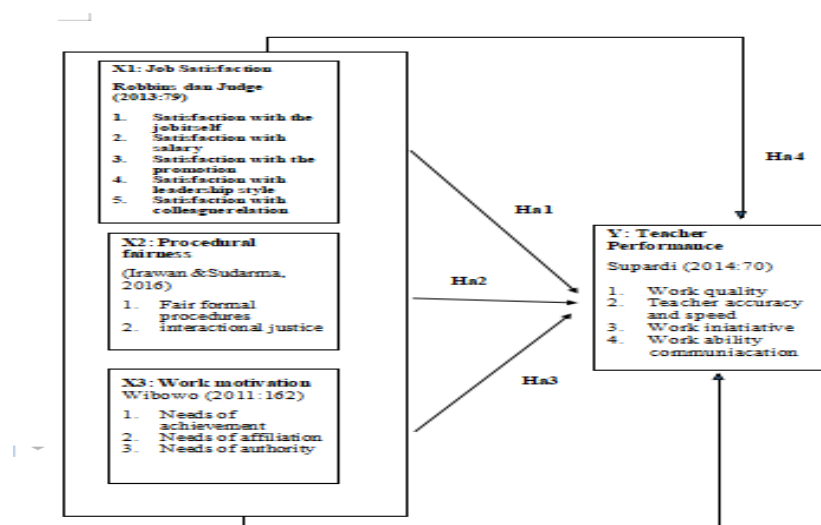 X1: Job Satisfaction
Robbins dan Judge
(2013:79)
1. Satisfaction with the
jobitself
2. Satisfaction with
salary
3. Satisfaction with the
promotion
4. Satisfaction with
leadership style
5. Satisfaction with
colleaguerelation
X2: Procedural
fairness
(Irawan &Sudarma,
2016)
1. Fair formal
procedures
2. interactional justice
X3: Work motivation
Wibowo (2011:162)
1. Needs of
achievement
2. Needs of affiliation
3. Needs of authority
Ha1
Ha2
Ha3
Ha4
Y: Teacher
Performance
Supardi (2014:70)
1. Work quality
2. Teacher accuracy
and speed
3. Work iniatiative
4. Work ability
communiacation